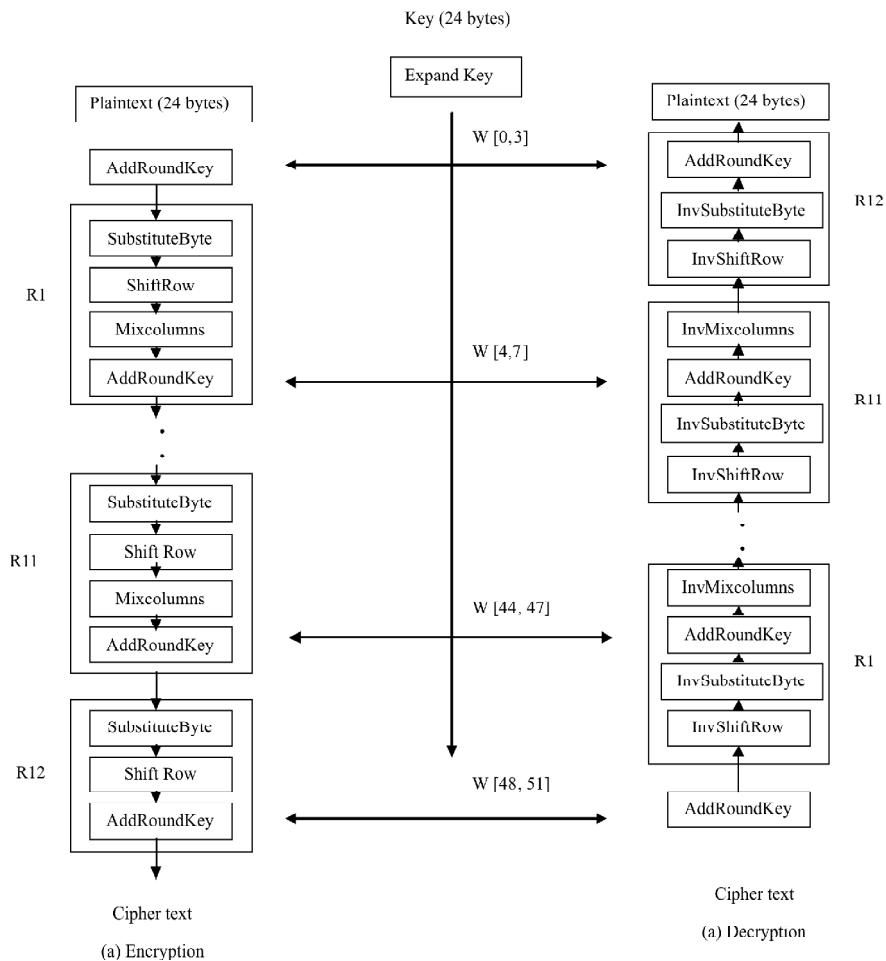 Key (24 bytes)
Expand Key
Plaintext (24 bytes)
AddRoundKey
R1
SubstituteByte
ShiftRow
Mixcolumns
AddRoundKey
R11
SubstituteByte
Shift Row
Mixcolumns
AddRoundKey
R12
SubstituteByte
Shift Row
AddRoundKey
Cipher text
(a) Encryption
W [0,3]
W [4,7]
W [44, 47]
W [48, 51]
Plaintext (24 bytes)
AddRoundKey
InvSubstituteByte
R12
InvShiftRow
InvMixcolumns
AddRoundKey
R11
InvSubstituteByte
InvShiftRow
InvMixcolumns
AddRoundKey
R1
InvSubstituteByte
InvShiftRow
AddRoundKey
Cipher text
(a) Decryption